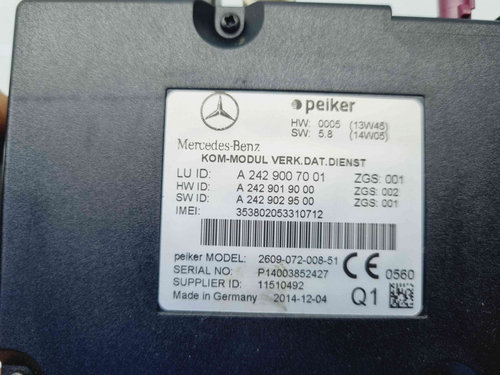 peiker
HW: 0005 (13W45)
SW: 5.8 (14W05)
Mercedes-Benz
KOM-MODUL VERK.DAT.DIENST
LU ID: A 242 900 70 01 ZGS: 001
HW ID: A 242 901 90 00 ZGS: 002
SW ID: A 242 902 95 00 ZGS: 001
IMEI: 353802053310712
peiker MODEL: 2609-072-008-51
SERIAL NO: P14003852427
CE 0560
SUPPLIER ID: 11510492
Made in Germany 2014-12-04 Q1